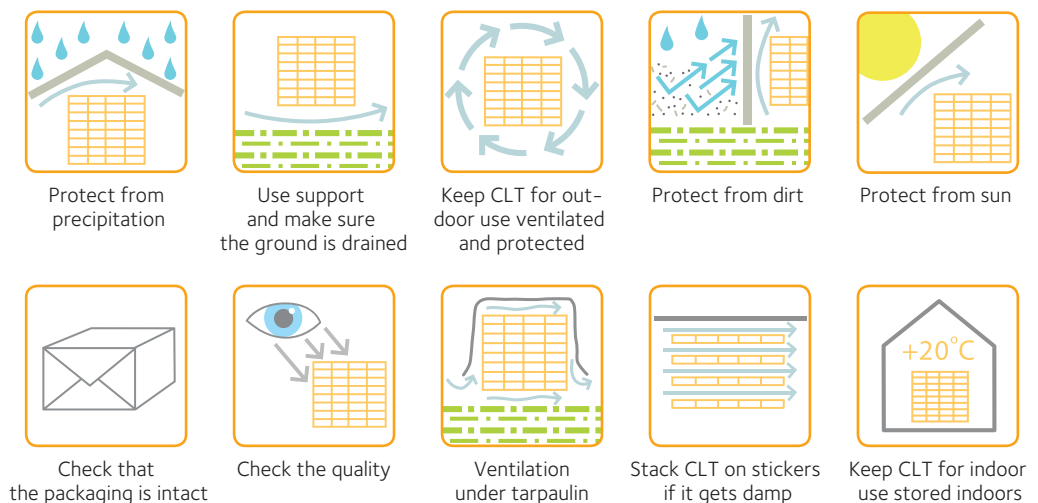 Protect from
precipitation
Use support
and make sure
the ground is drained
Keep CLT for out-
door use ventilated
and protected
Protect from dirt
Protect from sun
+20°C
Check that
the packaging is intact
Check the quality
Ventilation
under tarpaulin
Stack CLT on stickers
if it gets damp
Keep CLT for indoor
use stored indoors